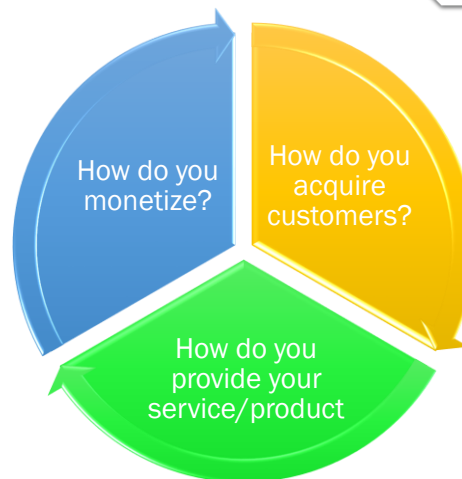 How do you
monetize?
How do you
acquire
customers?
How do you
provide your
service/product